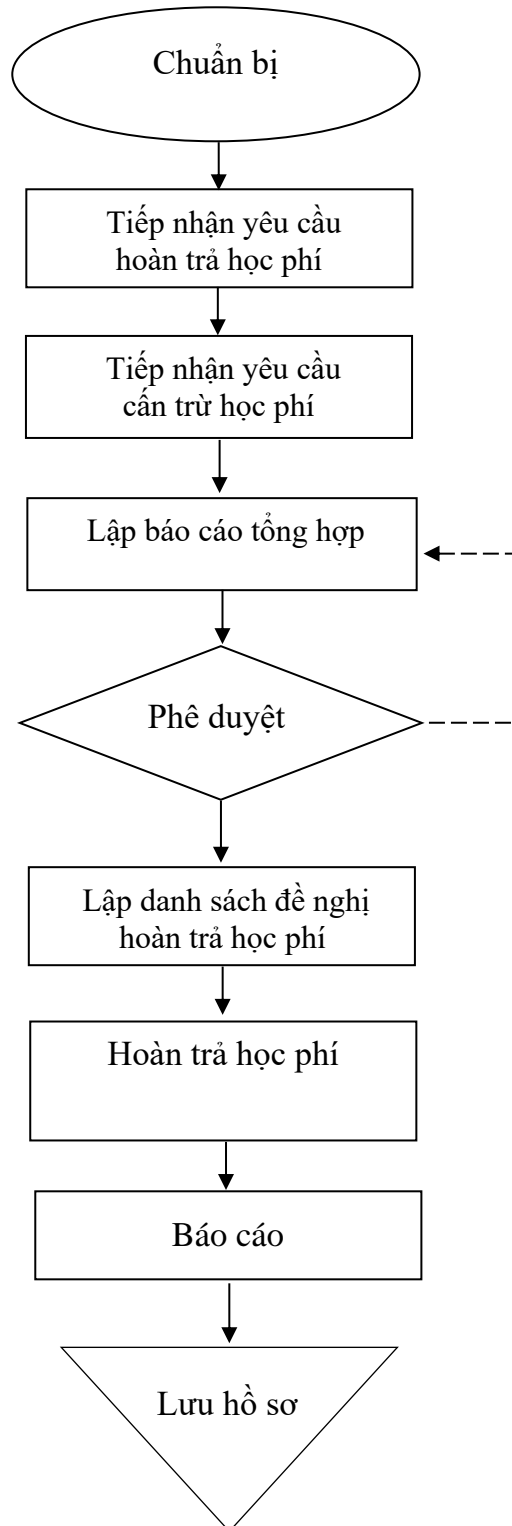 Chuẩn bị
Tiếp nhận yêu cầu
hoàn trả học phí
Tiếp nhận yêu cầu
cấn trừ học phí
Lập báo cáo tổng hợp
Phê duyệt
Lập danh sách đề nghị
hoàn trả học phí
Hoàn trả học phí
Báo cáo
Lưu hồ sơ